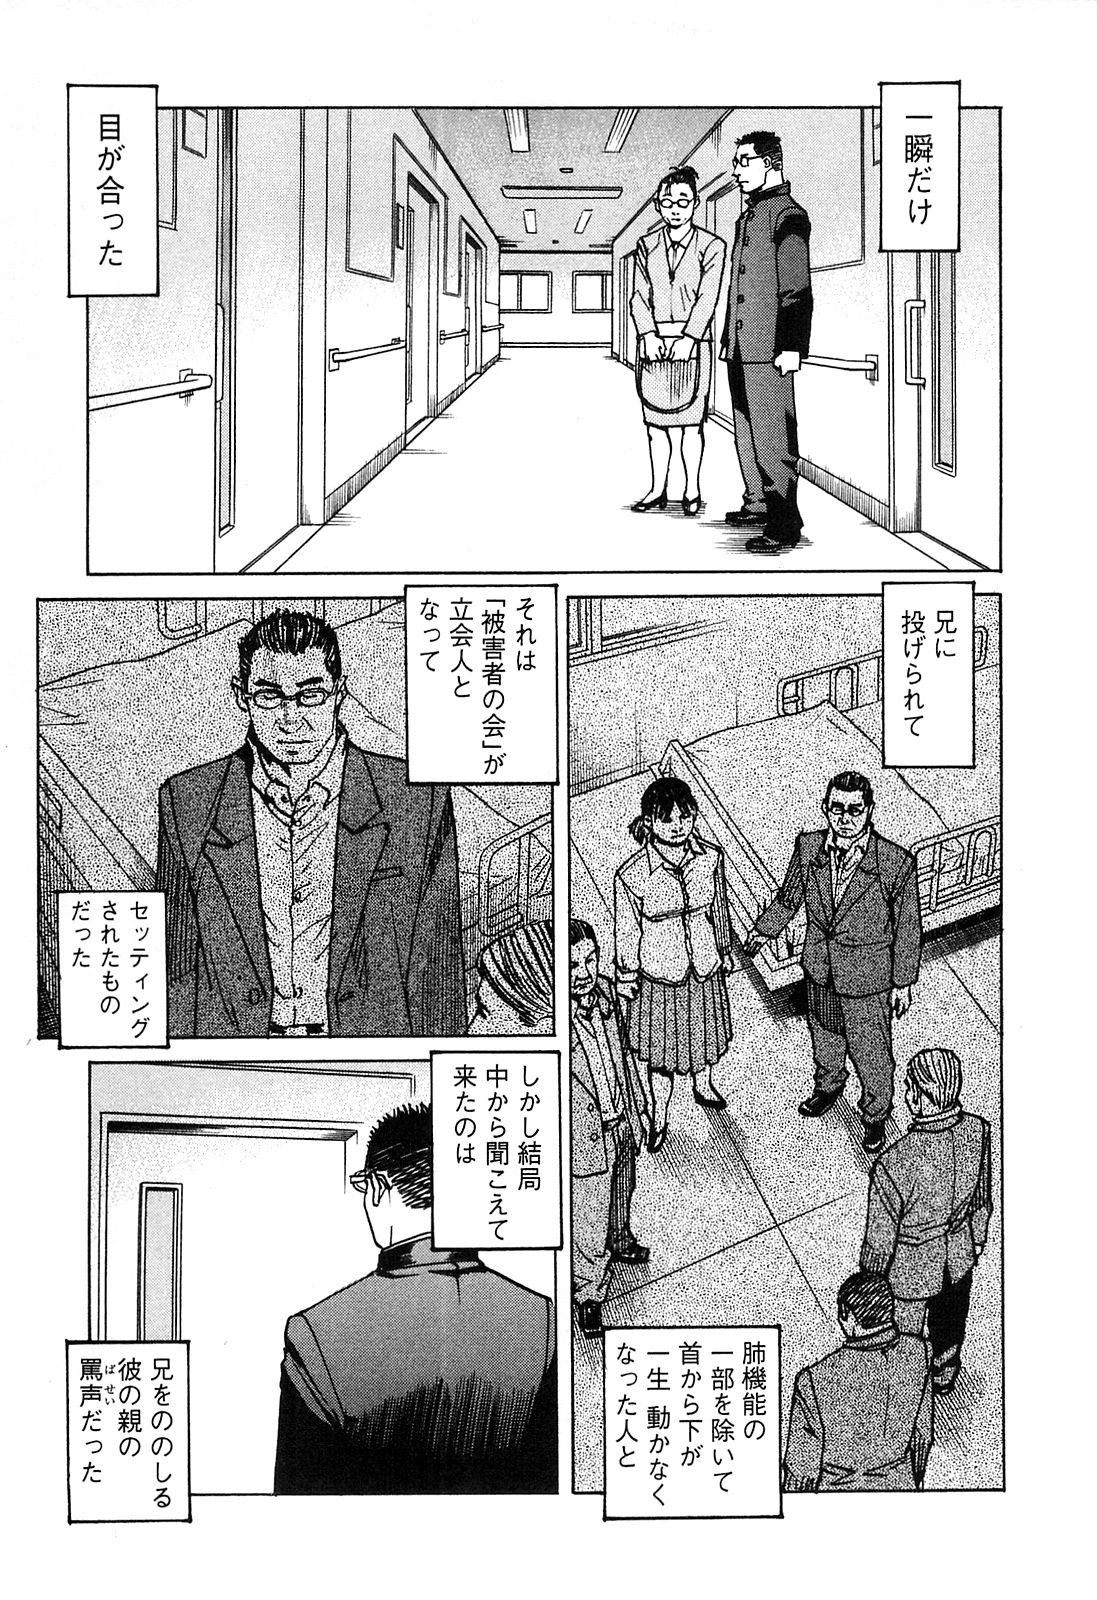 一瞬だけ
目が合った
兄に
投げられて
肺機能の
一部を除いて
首から下が
一生 動かなく
なった人と
それは
「被害者の会」が
立会人と
なって
セッティング
されたもの
だった
しかし結局
中から聞こえて
来たのは
兄をののしる
彼の親の
罵声だった
ばせい